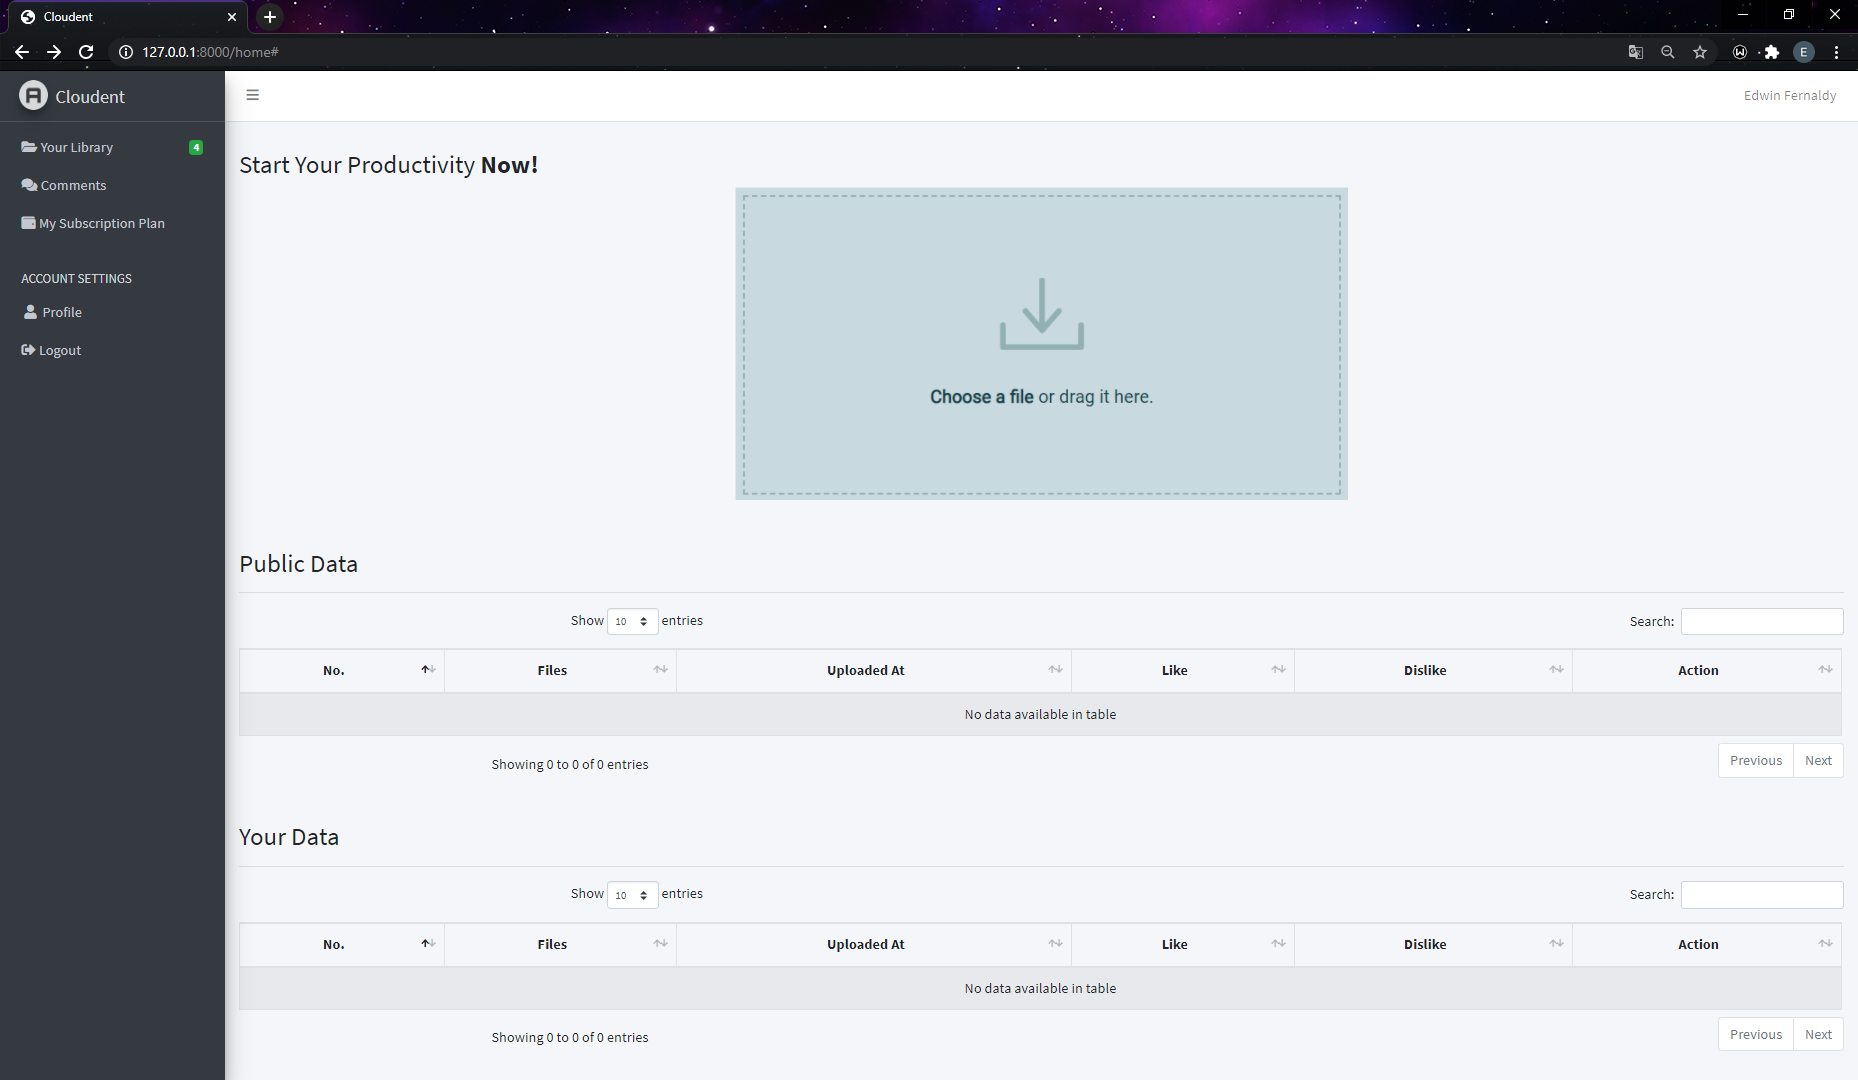 Cloudent
127.0.0.1:8000/home#
E
Cloudent
Edwin Fernaldy
Your Library 4
Comments
My Subscription Plan
ACCOUNT SETTINGS
Profile
Logout
Start Your Productivity Now!
Choose a file or drag it here.
Public Data
Show 10 entries
Search:
No. Files Uploaded At Like Dislike Action
No data available in table
Showing 0 to 0 of 0 entries
Previous Next
Your Data
Show 10 entries
Search:
No. Files Uploaded At Like Dislike Action
No data available in table
Showing 0 to 0 of 0 entries
Previous Next